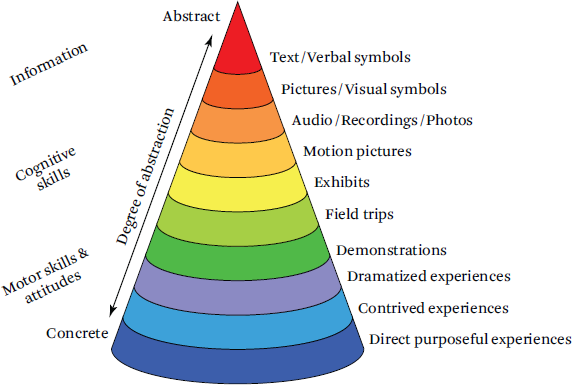 Abstract
Information
Text/Verbal symbols
Pictures/Visual symbols
Audio/Recordings/Photos
Degree of abstraction
Motion pictures
Cognitive
skills
Exhibits
Field trips
Demonstrations
Motor skills &
attitudes
Dramatized experiences
Contrived experiences
Concrete
Direct purposeful experiences